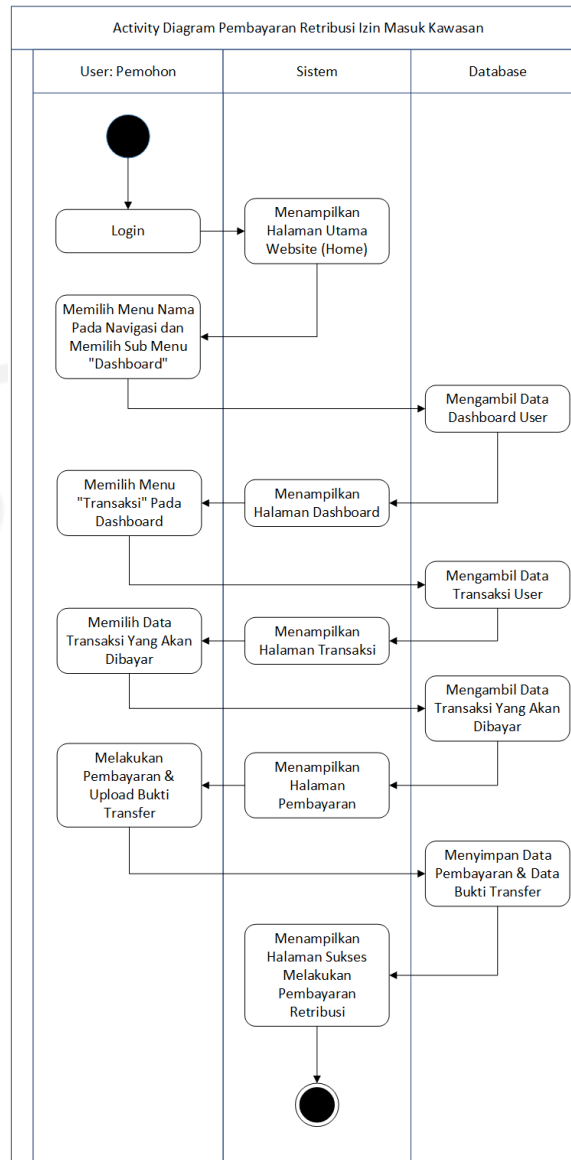 Activity Diagram Pembayaran Retribusi Izin Masuk Kawasan
User: Pemohon
Sistem
Database
Login
Menampilkan
Halaman Utama
Website (Home)
Memilih Menu Nama
Pada Navigasi dan
Memilih Sub Menu
"Dashboard"
Mengambil Data
Dashboard User
Menampilkan
Halaman Dashboard
Memilih Menu
"Transaksi" Pada
Dashboard
Mengambil Data
Transaksi User
Menampilkan
Halaman Transaksi
Memilih Data
Transaksi Yang Akan
Dibayar
Mengambil Data
Transaksi Yang Akan
Dibayar
Menampilkan
Halaman
Pembayaran
Melakukan
Pembayaran &
Upload Bukti
Transfer
Menyimpan Data
Pembayaran & Data
Bukti Transfer
Menampilkan
Halaman Sukses
Melakukan
Pembayaran
Retribusi